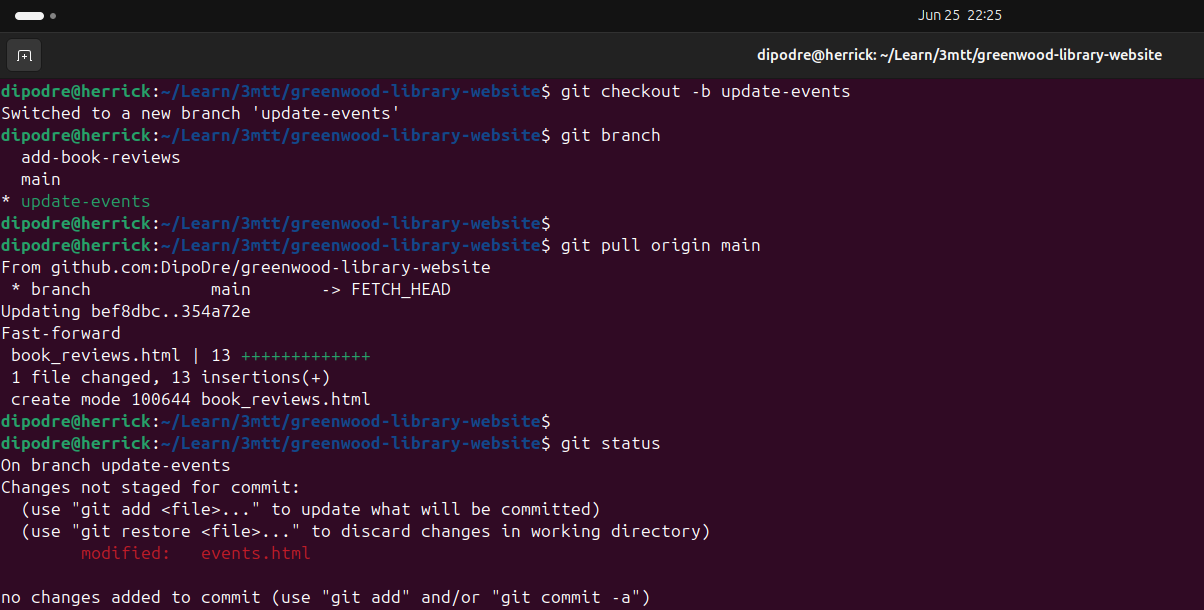 Jun 25 22:25
dipodre@herrick: ~/Learn/3mtt/greenwood-library-website
dipodre@herrick:~/Learn/3mtt/greenwood-library-website$ git checkout -b update-events
Switched to a new branch 'update-events'
dipodre@herrick:~/Learn/3mtt/greenwood-library-website$ git branch
  add-book-reviews
  main
* update-events
dipodre@herrick:~/Learn/3mtt/greenwood-library-website$
dipodre@herrick:~/Learn/3mtt/greenwood-library-website$ git pull origin main
From github.com:DipoDre/greenwood-library-website
 * branch            main       -> FETCH_HEAD
Updating bef8dbc..354a72e
Fast-forward
 book_reviews.html | 13 +++++++++++++
 1 file changed, 13 insertions(+)
 create mode 100644 book_reviews.html
dipodre@herrick:~/Learn/3mtt/greenwood-library-website$
dipodre@herrick:~/Learn/3mtt/greenwood-library-website$ git status
On branch update-events
Changes not staged for commit:
  (use "git add <file>..." to update what will be committed)
  (use "git restore <file>..." to discard changes in working directory)
        modified:   events.html

no changes added to commit (use "git add" and/or "git commit -a")